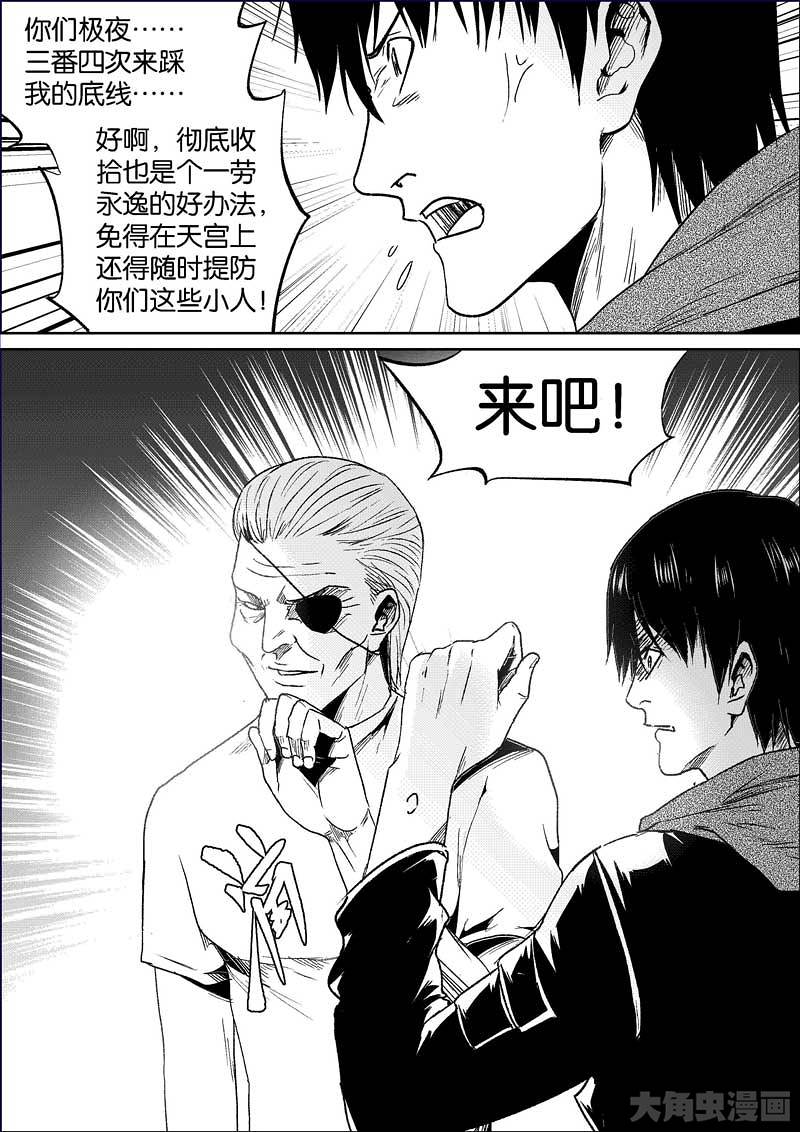 你们极夜……
三番四次来踩
我的底线……
好啊，彻底收
拾也是个一劳
永逸的好办法，
免得在天宫上
还得随时提防
你们这些小人！
来吧！
大角虫漫画